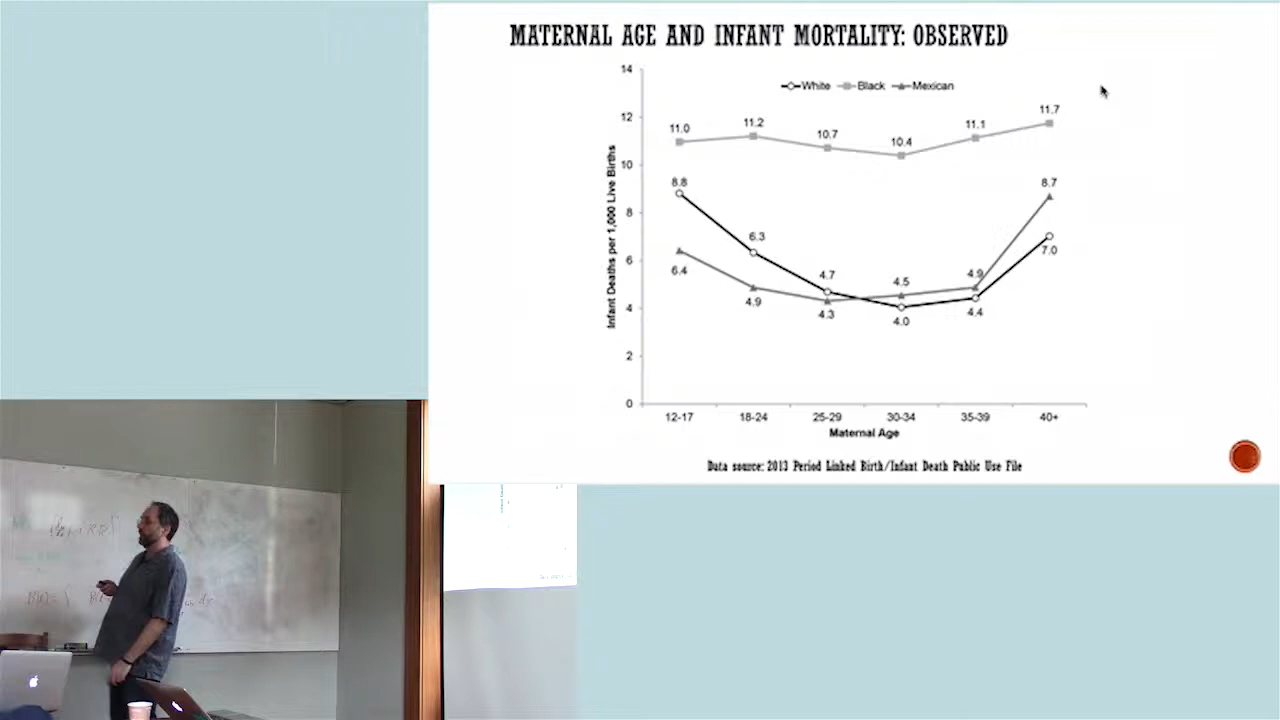 MATERNAL AGE AND INFANT MORTALITY: OBSERVED
White Black Mexican
Infant Deaths per 1,000 Live Births
14
12
10
8
6
4
2
0
11.0 11.2 10.7 10.4 11.1 11.7
8.8 6.3 4.7 4.0 4.4 7.0
6.4 4.9 4.3 4.5 4.9 8.7
12-17 18-24 25-29 30-34 35-39 40+
Maternal Age
Data source: 2013 Period Linked Birth/Infant Death Public Use File